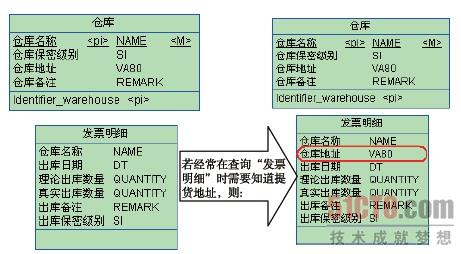 仓库
仓库名称 <pi> NAME <M>
仓库保密级别 SI
仓库地址 VA80
仓库备注 REMARK
Identifier_warehouse <pi>
仓库
仓库名称 <pi> NAME <M>
仓库保密级别 SI
仓库地址 VA80
仓库备注 REMARK
Identifier_warehouse <pi>
发票明细
仓库名称 NAME
出库日期 DT
理论出库数量 QUANTITY
真实出库数量 QUANTITY
出库备注 REMARK
出库保密级别 SI
若经常在查询“发票
明细”时需要知道提
货地址，则:
发票明细
仓库名称 NAME
仓库地址 VA80
出库日期 DT
理论出库数量 QUANTITY
真实出库数量 QUANTITY
出库备注 REMARK
出库保密级别 SI
51CTO.com
技术成就梦想